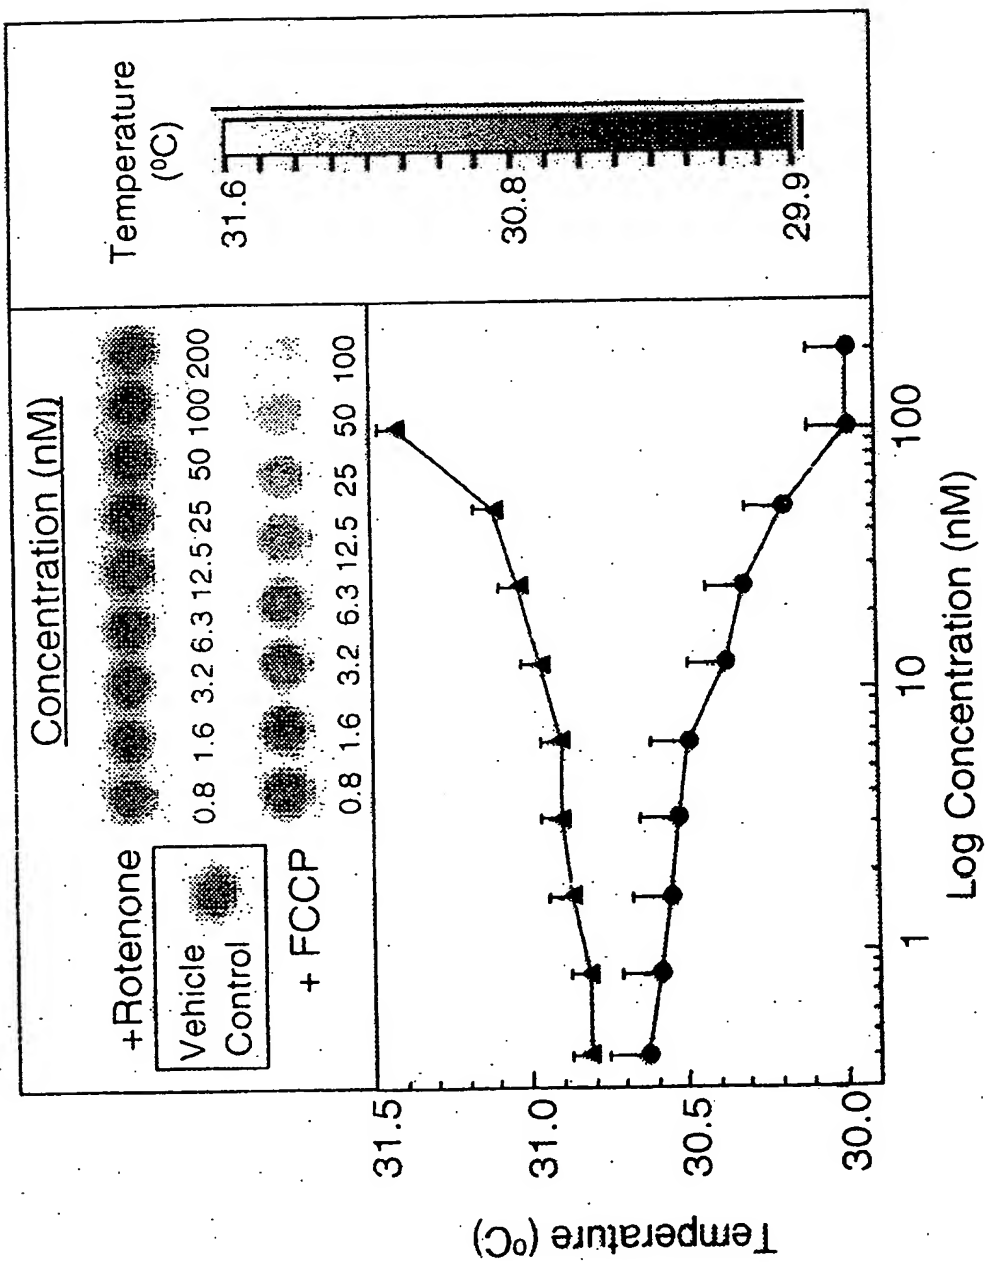 Concentration (nM)
+Rotenone
0.8 1.6 3.2 6.3 12.5 25 50 100 200
Vehicle
Control
+ FCCP
0.8 1.6 3.2 6.3 12.5 25 50 100
Temperature
(⁰C)
31.6
30.8
29.9
Temperature (⁰C)
31.5
31.0
30.5
30.0
1 10 100
Log Concentration (nM)